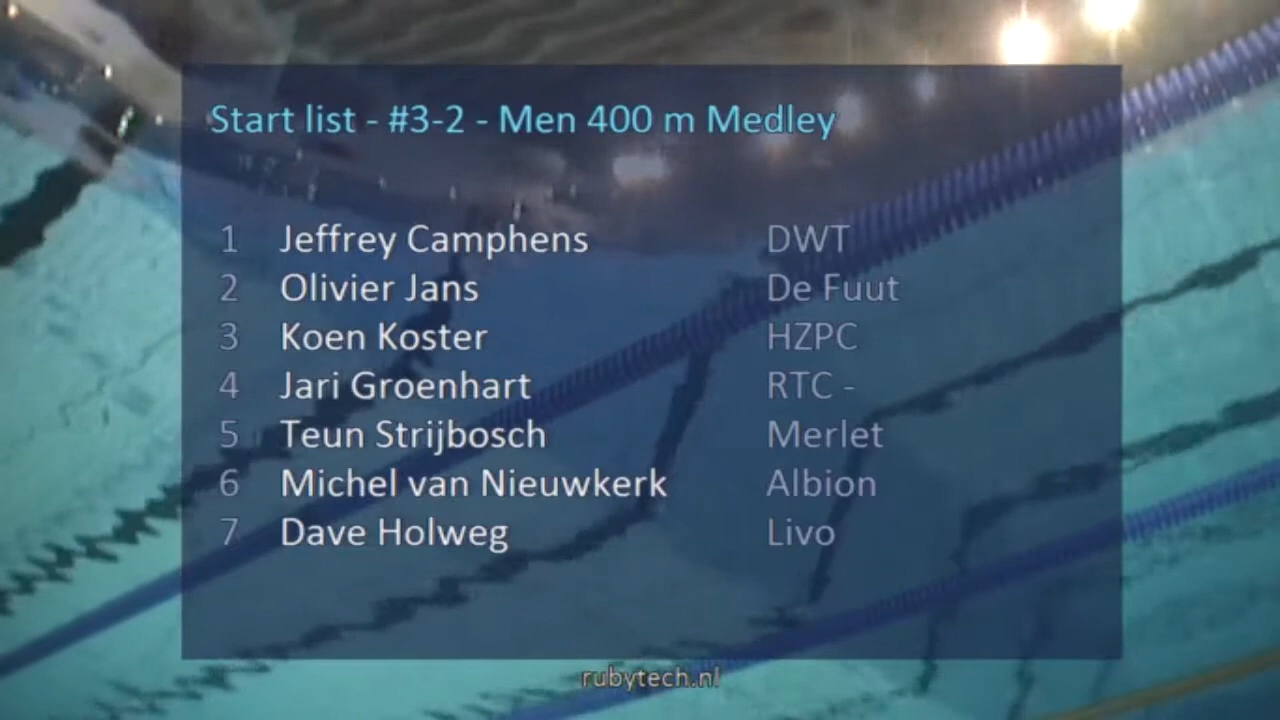 Start list - #3-2 - Men 400 m Medley
1 Jeffrey Camphens DWT
2 Olivier Jans De Fuut
3 Koen Koster HZPC
4 Jari Groenhart RTC -
5 Teun Strijbosch Merlet
6 Michel van Nieuwkerk Albion
7 Dave Holweg Livo
rubytech.nl